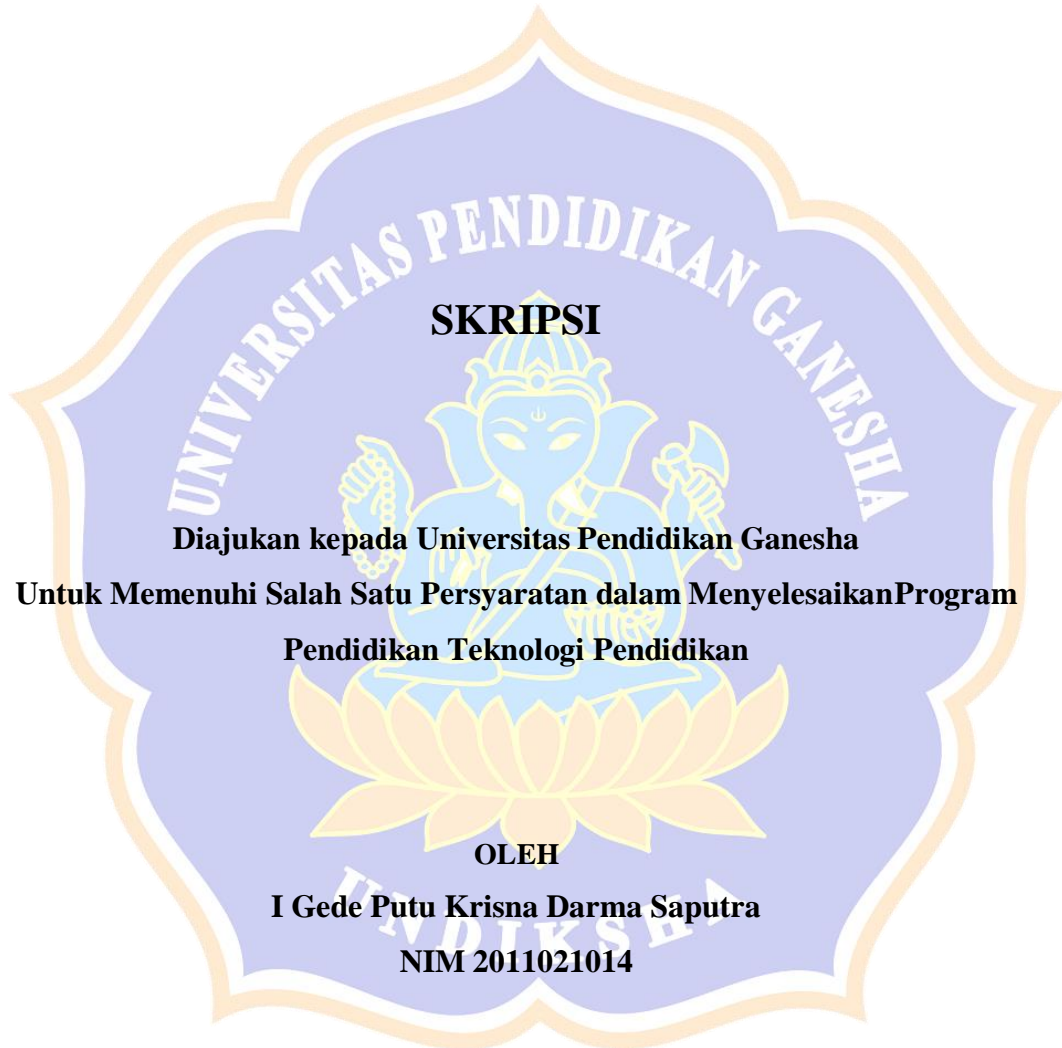 UNIVERSITAS PENDIDIKAN GANESHA
SKRIPSI
Diajukan kepada Universitas Pendidikan Ganesha
Untuk Memenuhi Salah Satu Persyaratan dalam MenyelesaikanProgram
Pendidikan Teknologi Pendidikan
OLEH
I Gede Putu Krisna Darma Saputra
UNDIKSHA
NIM 2011021014